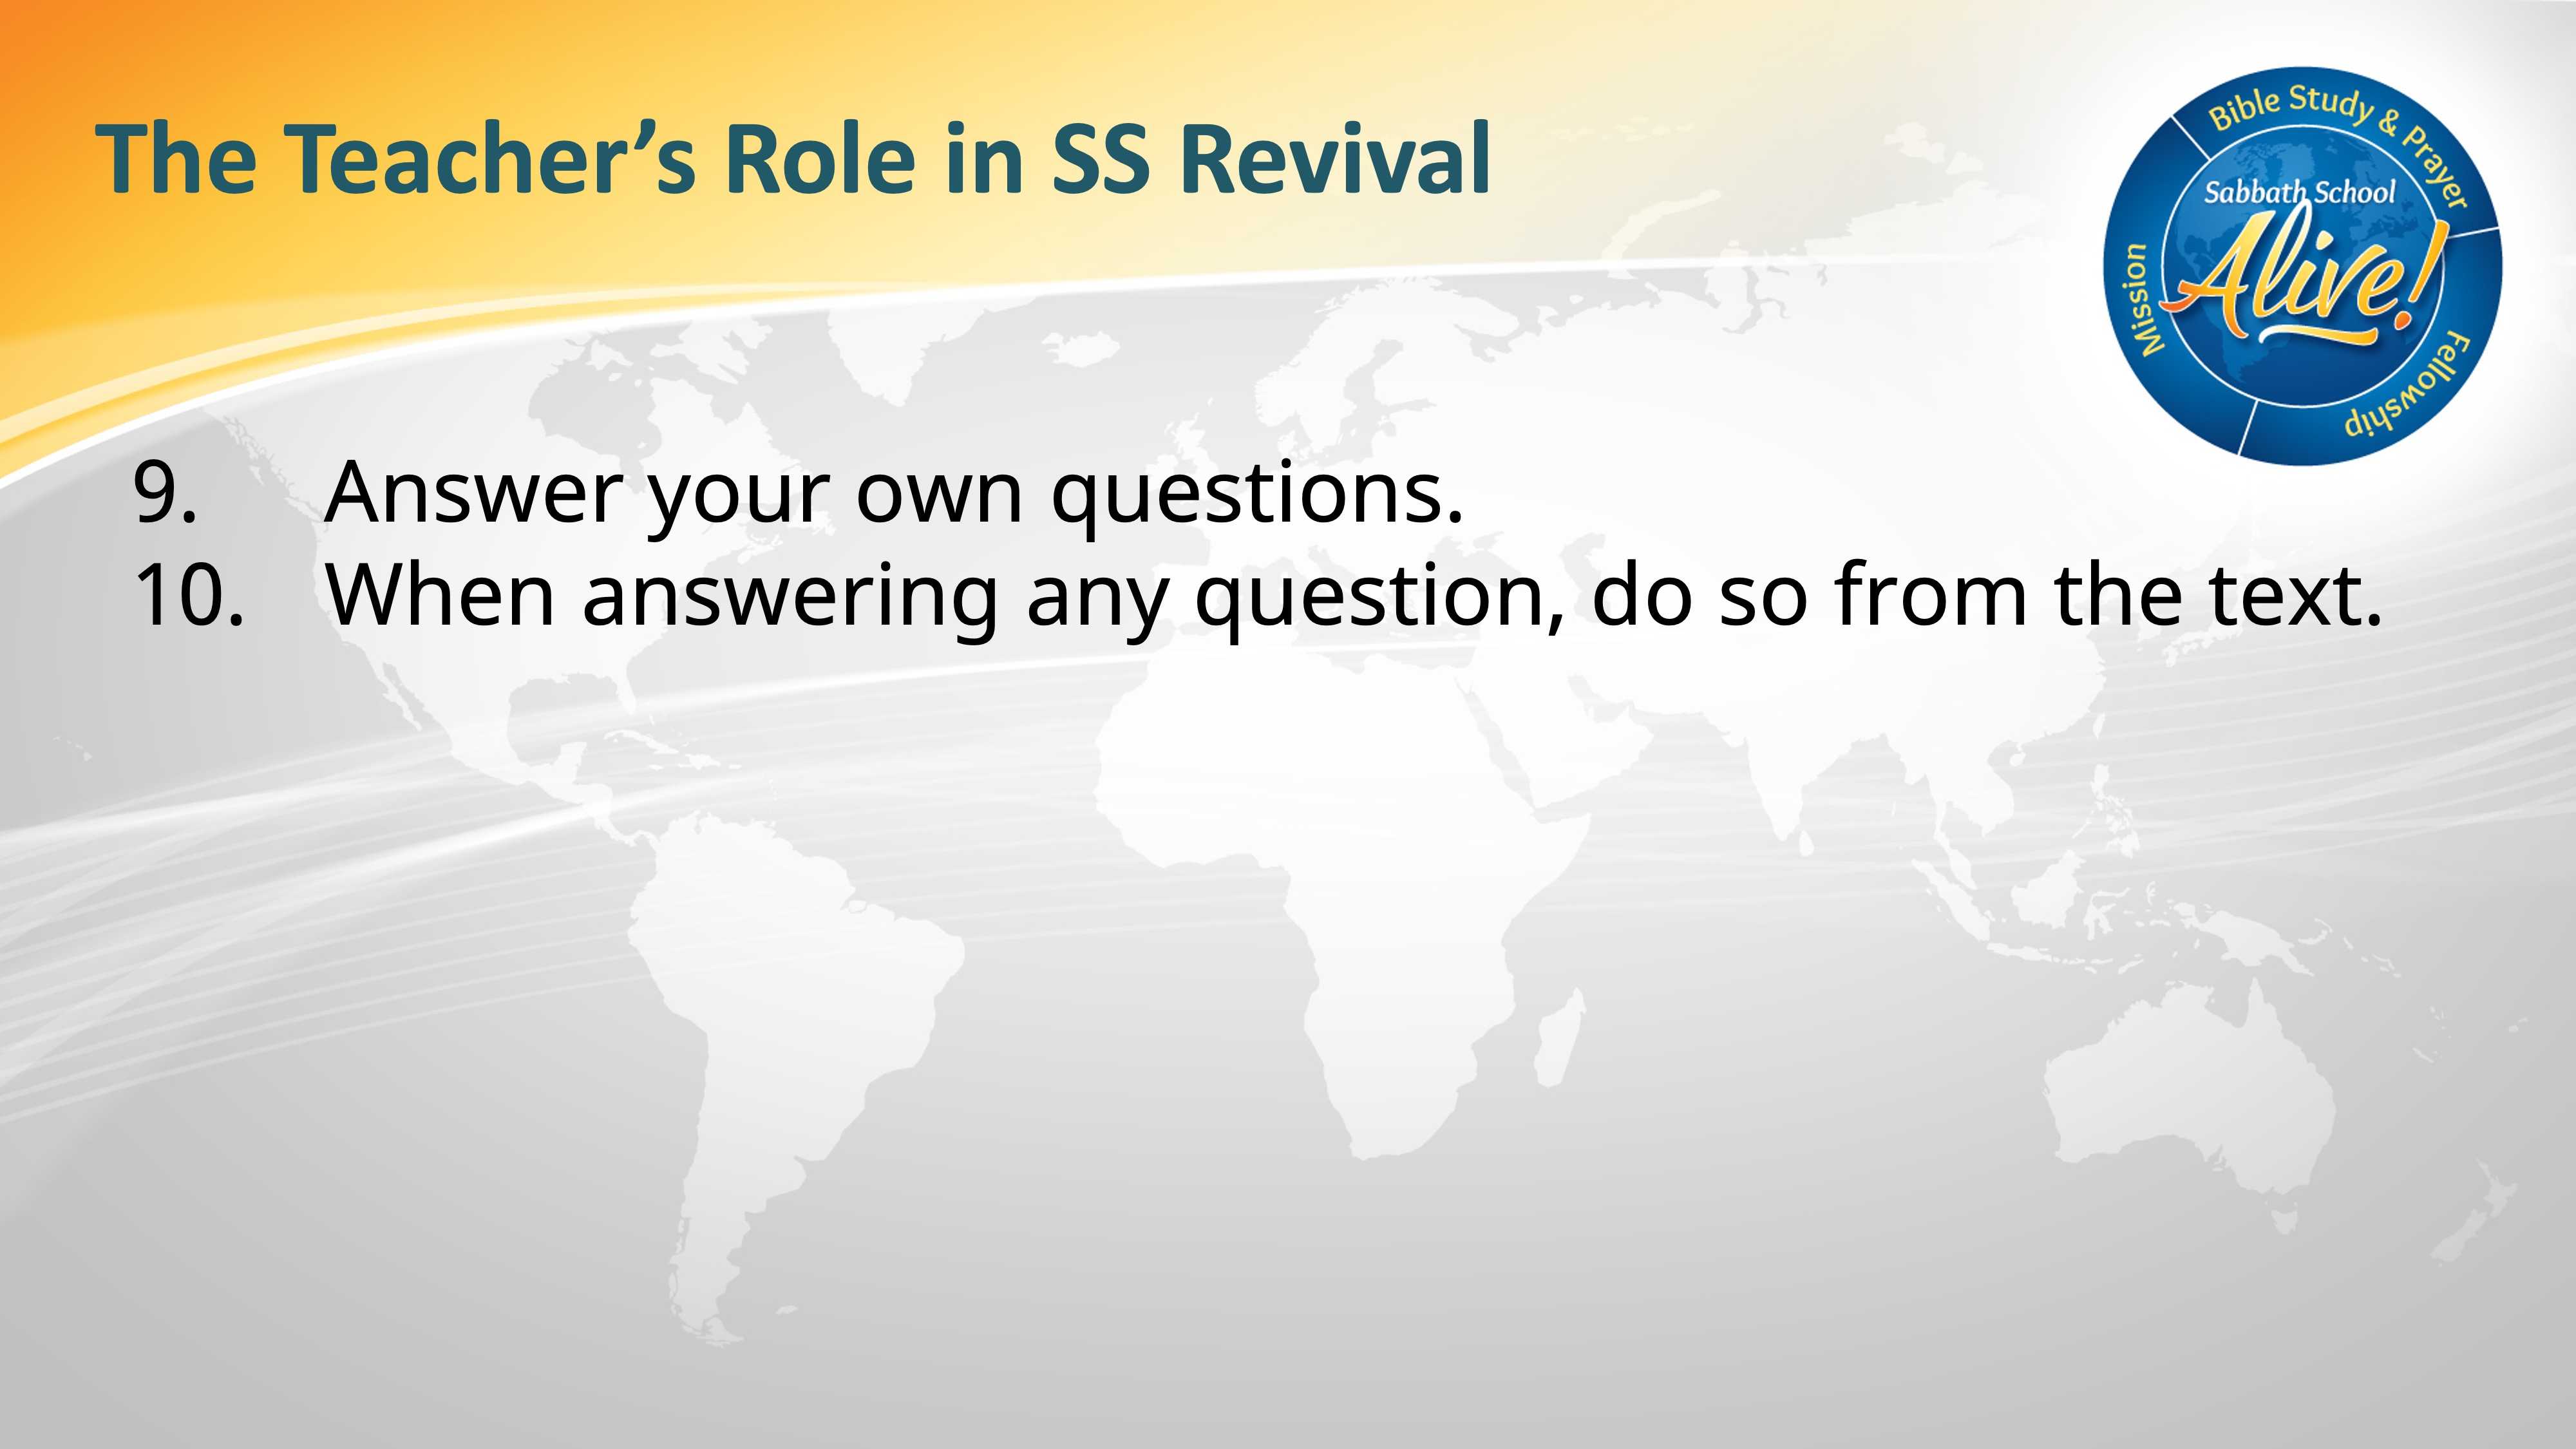 The Teacher’s Role in SS Revival
Bible Study & Prayer
Sabbath School
Alive!
Mission
Fellowship
9. Answer your own questions.
10. When answering any question, do so from the text.